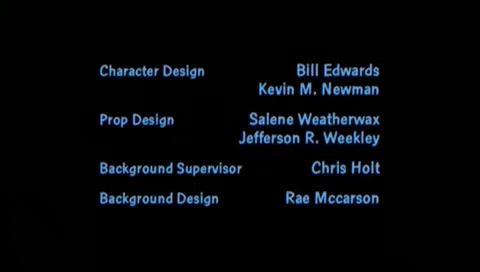 Character Design Bill Edwards
Kevin M. Newman
Prop Design Salene Weatherwax
Jefferson R. Weekley
Background Supervisor Chris Holt
Background Design Rae Mccarson